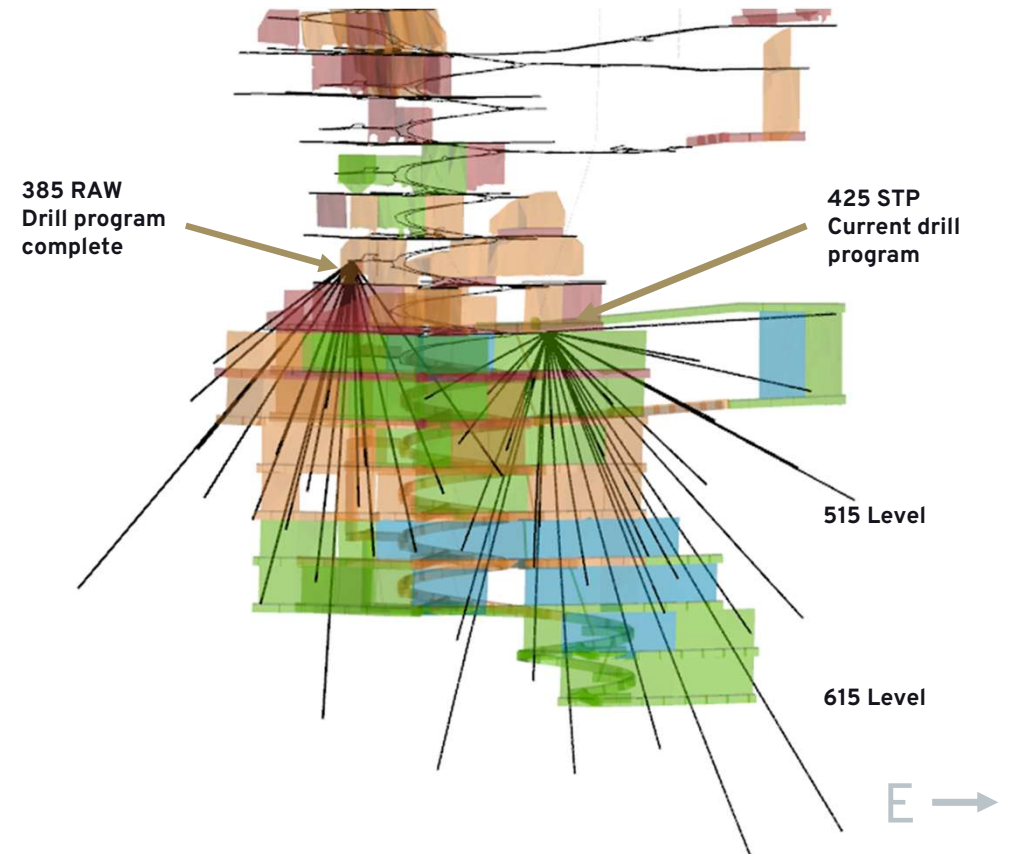 385 RAW
Drill program
complete
425 STP
Current drill
program
515 Level
615 Level
E